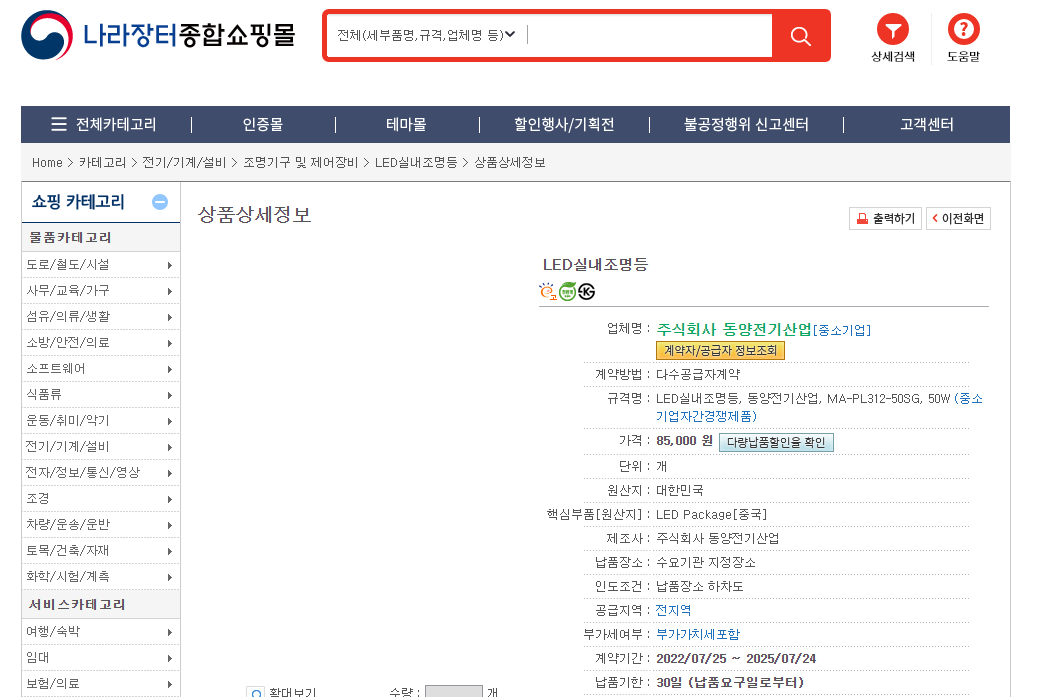 나라장터종합쇼핑몰
전체(세부품명,규격,업체명 등)
상세검색
도움말
전체카테고리 인증몰 테마몰 할인행사/기획전 불공정행위 신고센터 고객센터
Home > 카테고리 > 전기/기계/설비 > 조명기구 및 제어장비 > LED실내조명등 > 상품상세정보
쇼핑 카테고리
물품카테고리
도로/철도/시설
사무/교육/가구
섬유/의류/생활
소방/안전/의료
소프트웨어
식품류
운동/취미/악기
전기/기계/설비
전자/정보/통신/영상
조경
차량/운송/운반
토목/건축/자재
화학/시험/계측
서비스카테고리
여행/숙박
임대
보험/의료
상품상세정보
출력하기
이전화면
LED실내조명등
업체명 : 주식회사 동양전기산업[중소기업]
계약자/공급자 정보조회
계약방법 : 다수공급자계약
규격명 : LED실내조명등, 동양전기산업, MA-PL312-50SG, 50W (중소
기업자간경쟁제품)
가격 : 85,000 원 다량납품할인율 확인
단위 : 개
원산지 : 대한민국
핵심부품[원산지] : LED Package[중국]
제조사 : 주식회사 동양전기산업
납품장소 : 수요기관 지정장소
인도조건 : 납품장소 하차도
공급지역 : 전지역
부가세여부 : 부가가치세포함
계약기간 : 2022/07/25 ~ 2025/07/24
납품기한 : 30일 (납품요구일로부터)
확대보기
수량 : 개